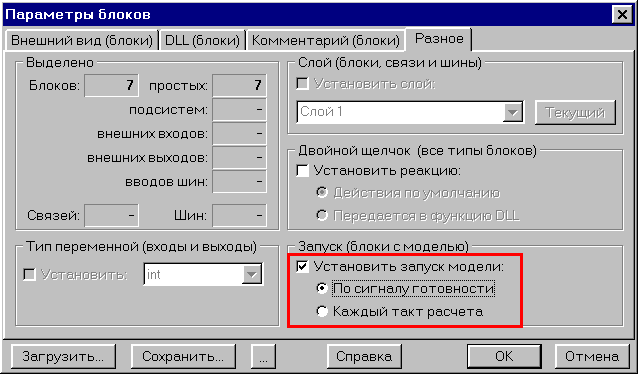 Параметры блоков
Внешний вид (блоки) DLL (блоки) Комментарий (блоки) Разное
Выделено
Блоков: 7 простых: 7
подсистем: -
внешних входов: -
внешних выходов: -
вводов шин: -
Связей: - Шин: -
Тип переменной (входы и выходы)
Установить: int
Слой (блоки, связи и шины)
Установить слой:
Слой 1 Текущий
Двойной щелчок (все типы блоков)
Установить реакцию:
Действия по умолчанию
Передается в функцию DLL
Запуск (блоки с моделью)
Установить запуск модели:
По сигналу готовности
Каждый такт расчета
Загрузить... Сохранить... ... Справка OK Отмена